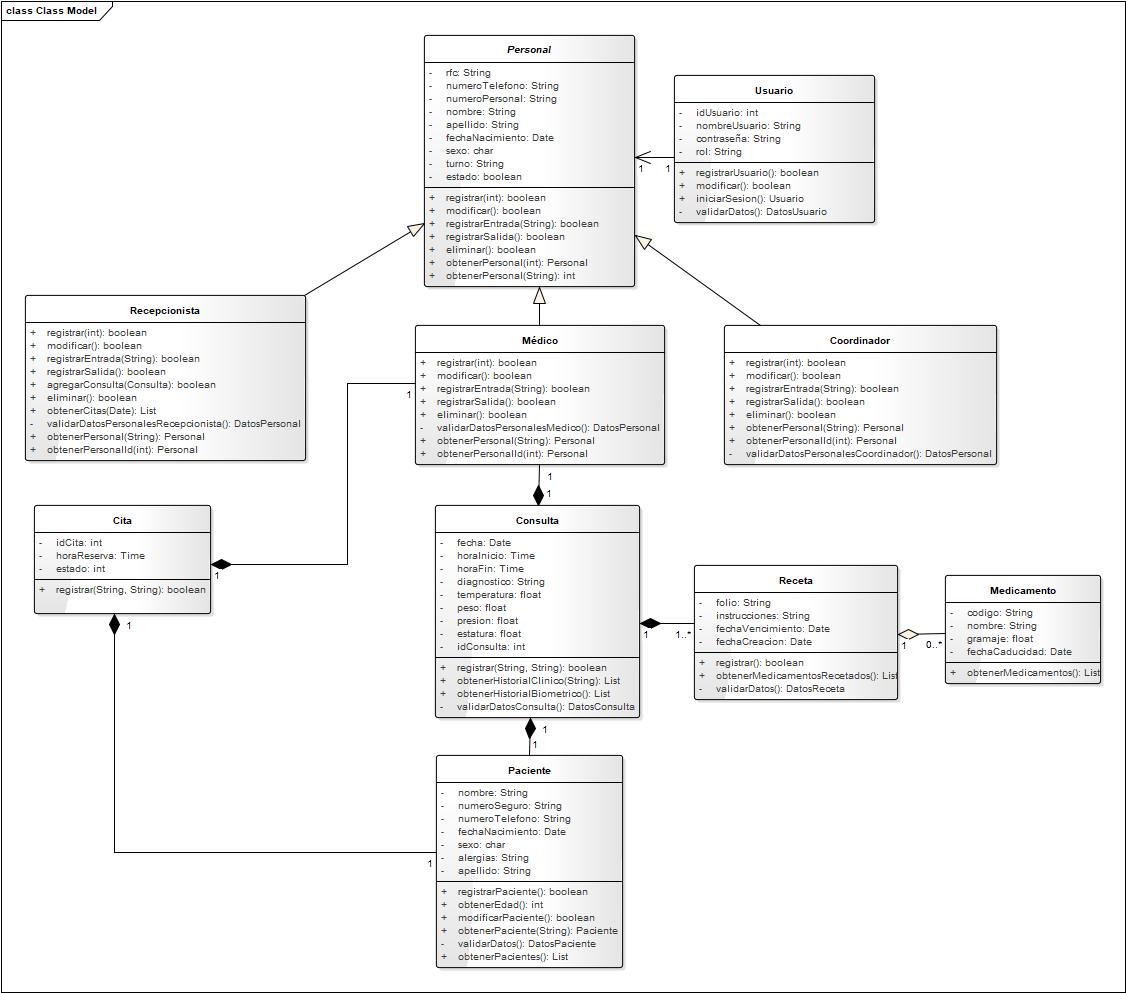 class Class Model
Personal
- rfc: String
- numeroTelefono: String
- numeroPersonal: String
- nombre: String
- apellido: String
- fechaNacimiento: Date
- sexo: char
- turno: String
- estado: boolean
+ registrar(int): boolean
+ modificar(): boolean
+ registrarEntrada(String): boolean
+ registrarSalida(): boolean
+ eliminar(): boolean
+ obtenerPersonal(int): Personal
+ obtenerPersonal(String): int
Usuario
- idUsuario: int
- nombreUsuario: String
- contraseña: String
- rol: String
+ registrarUsuario(): boolean
+ modificar(): boolean
+ iniciarSesion(): Usuario
- validarDatos(): DatosUsuario
1
1
Recepcionista
+ registrar(int): boolean
+ modificar(): boolean
+ registrarEntrada(String): boolean
+ registrarSalida(): boolean
+ agregarConsulta(Consulta): boolean
+ eliminar(): boolean
+ obtenerCitas(Date): List
- validarDatosPersonalesRecepcionista(): DatosPersonal
+ obtenerPersonal(String): Personal
+ obtenerPersonalId(int): Personal
Médico
+ registrar(int): boolean
+ modificar(): boolean
+ registrarEntrada(String): boolean
+ registrarSalida(): boolean
+ eliminar(): boolean
- validarDatosPersonalesMedico(): DatosPersonal
+ obtenerPersonal(String): Personal
+ obtenerPersonalId(int): Personal
Coordinador
+ registrar(int): boolean
+ modificar(): boolean
+ registrarEntrada(String): boolean
+ registrarSalida(): boolean
+ eliminar(): boolean
+ obtenerPersonal(String): Personal
+ obtenerPersonalId(int): Personal
- validarDatosPersonalesCoordinador(): DatosPersonal
1
1
1
Cita
- idCita: int
- horaReserva: Time
- estado: int
+ registrar(String, String): boolean
1
1
Consulta
- fecha: Date
- horaInicio: Time
- horaFin: Time
- diagnostico: String
- temperatura: float
- peso: float
- presion: float
- estatura: float
- idConsulta: int
+ registrar(String, String): boolean
+ obtenerHistorialClinico(String): List
+ obtenerHistorialBiometrico(): List
- validarDatosConsulta(): DatosConsulta
1
1..*
Receta
- folio: String
- instrucciones: String
- fechaVencimiento: Date
- fechaCreacion: Date
+ registrar(): boolean
+ obtenerMedicamentosRecetados(): List
- validarDatos(): DatosReceta
1
0..*
Medicamento
- codigo: String
- nombre: String
- gramaje: float
- fechaCaducidad: Date
+ obtenerMedicamentos(): List
1
1
Paciente
- nombre: String
- numeroSeguro: String
- numeroTelefono: String
- fechaNacimiento: Date
- sexo: char
- alergias: String
- apellido: String
+ registrarPaciente(): boolean
+ obtenerEdad(): int
+ modificarPaciente(): boolean
+ obtenerPaciente(String): Paciente
- validarDatos(): DatosPaciente
+ obtenerPacientes(): List
1